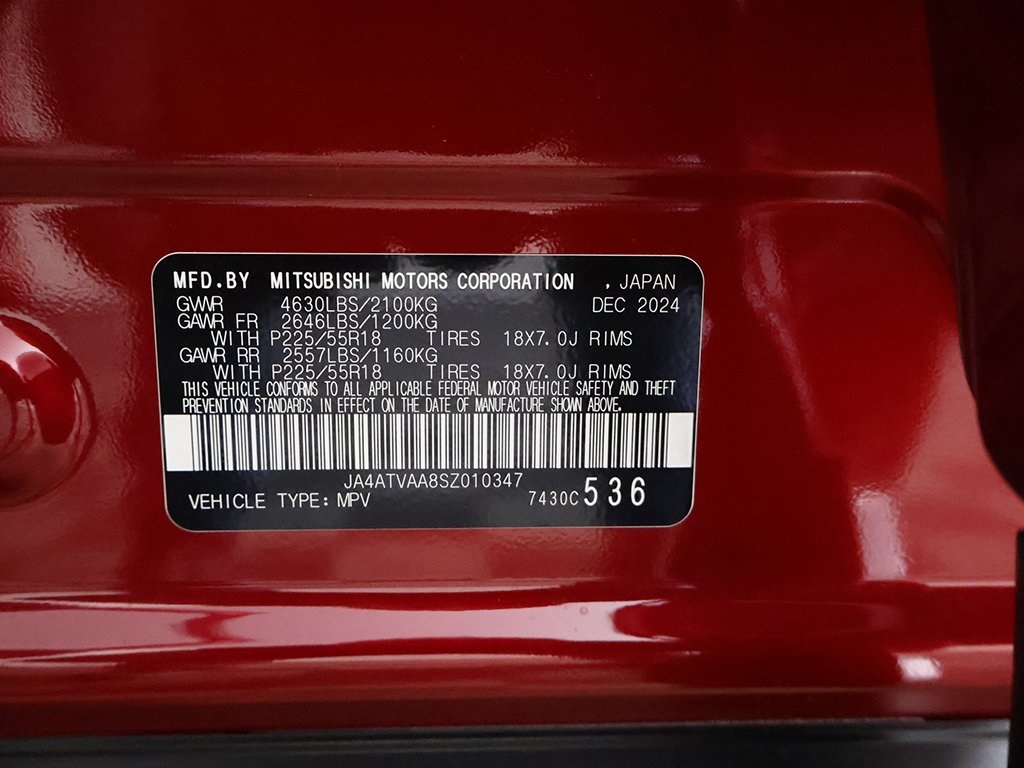 MFD.BY MITSUBISHI MOTORS CORPORATION , JAPAN
GVWR 4630LBS/2100KG DEC 2024
GAWR FR 2646LBS/1200KG
WITH P225/55R18 TIRES 18X7.0J RIMS
GAWR RR 2557LBS/1160KG
WITH P225/55R18 TIRES 18X7.0J RIMS
THIS VEHICLE CONFORMS TO ALL APPLICABLE FEDERAL MOTOR VEHICLE SAFETY AND THEFT
PREVENTION STANDARDS IN EFFECT ON THE DATE OF MANUFACTURE SHOWN ABOVE.
JA4ATVAA8SZ010347
VEHICLE TYPE: MPV 7430C 536